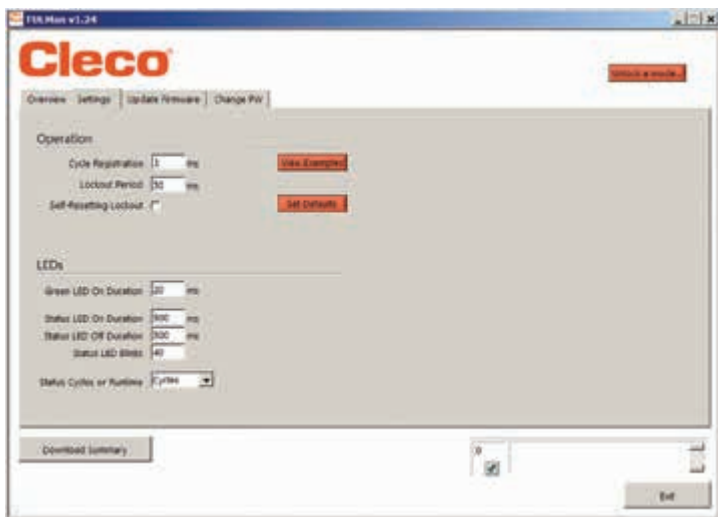 FULMan v1.24
Cleco
Unlock e mode...
Overview Settings Update Firmware Change PW
Operation
Cycle Registration 3 ms
View Examples
Lockout Period 50 ms
Self-Resetting Lockout
Set Defaults
LEDs
Green LED On Duration 20 ms
Status LED On Duration 500 ms
Status LED Off Duration 500 ms
Status LED Blinks 40
Status Cycles or Runtime Cycles
Download Summary
0
Exit